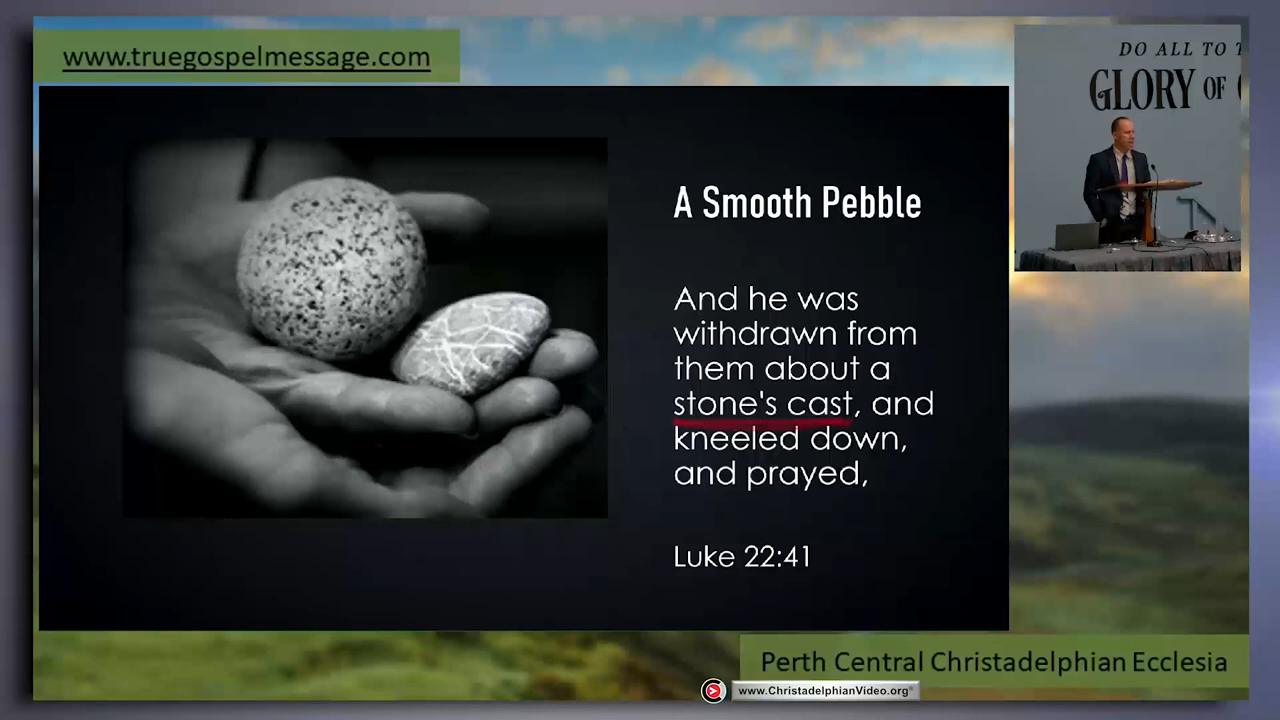 www.truegospelmessage.com
DO ALL TO T
GLORY OF
A Smooth Pebble
And he was
withdrawn from
them about a
stone's cast, and
kneeled down,
and prayed,
Luke 22:41
Perth Central Christadelphian Ecclesia
www.ChristadelphianVideo.org